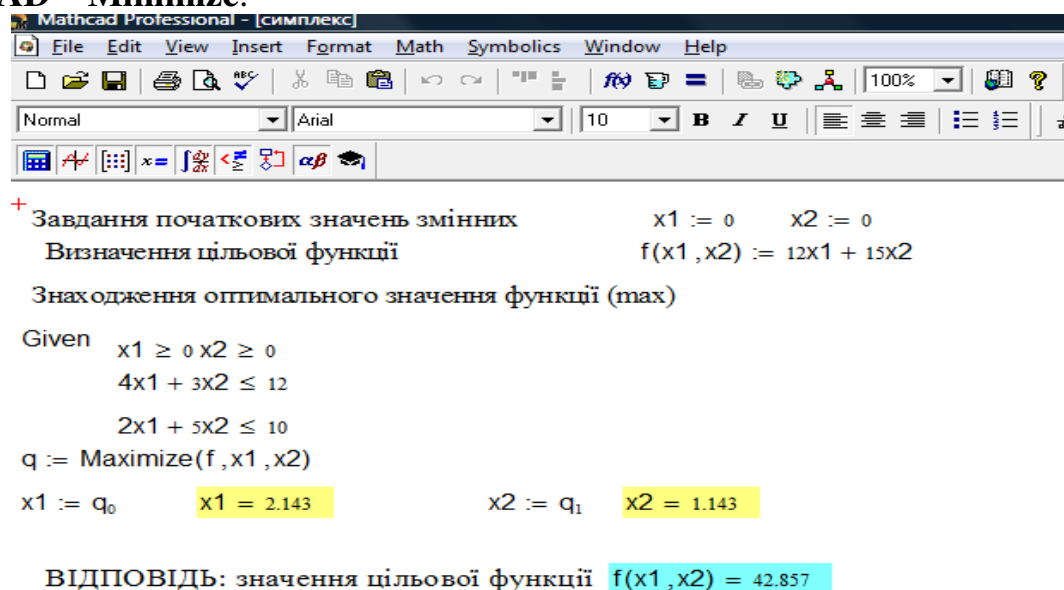 AD – Minimize.
Mathcad Professional - [симплекс]
File Edit View Insert Format Math Symbolics Window Help
100%
Normal Arial 10 B I U
Завдання початкових значень змінних x1 := 0 x2 := 0
Визначення цільової функції f(x1 ,x2) := 12x1 + 15x2
Знаходження оптимального значення функції (max)
Given
x1 ≥ 0 x2 ≥ 0
4x1 + 3x2 ≤ 12
2x1 + 5x2 ≤ 10
q := Maximize(f ,x1 ,x2)
x1 := q₀ x1 = 2.143 x2 := q₁ x2 = 1.143
ВІДПОВІДЬ: значення цільової функції f(x1 ,x2) = 42.857